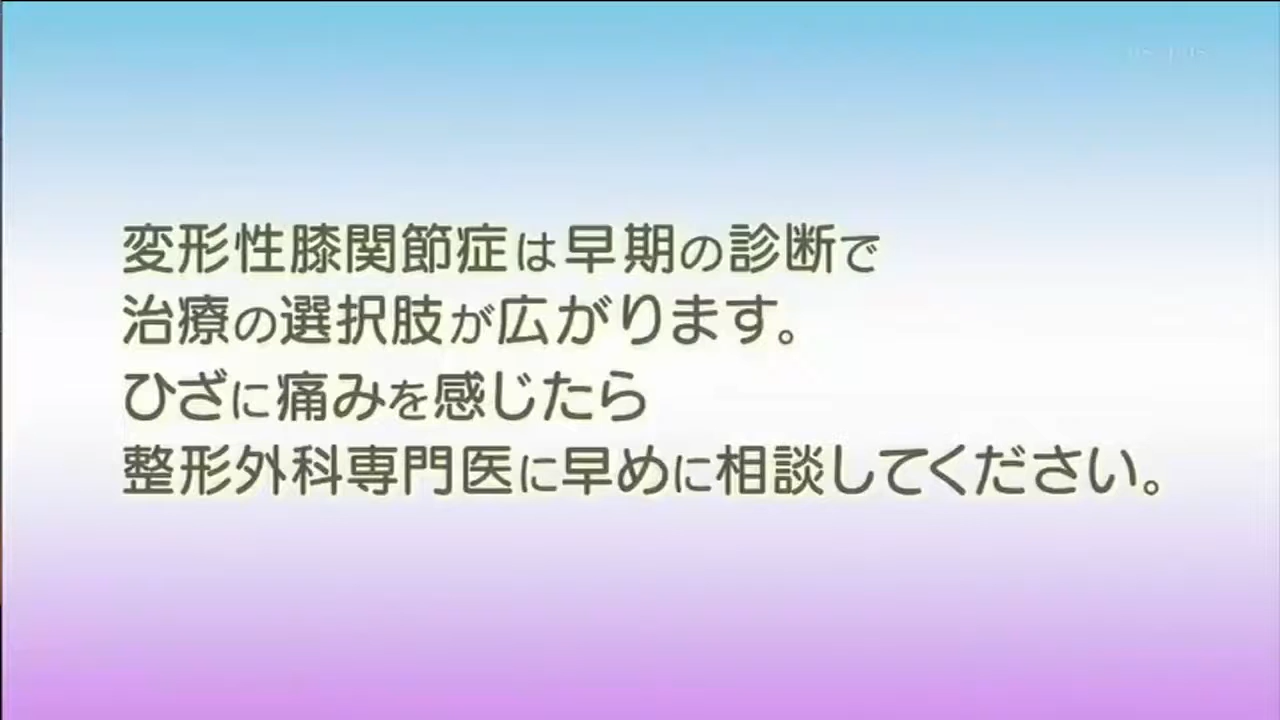 変形性膝関節症は早期の診断で
治療の選択肢が広がります。
ひざに痛みを感じたら
整形外科専門医に早めに相談してください。